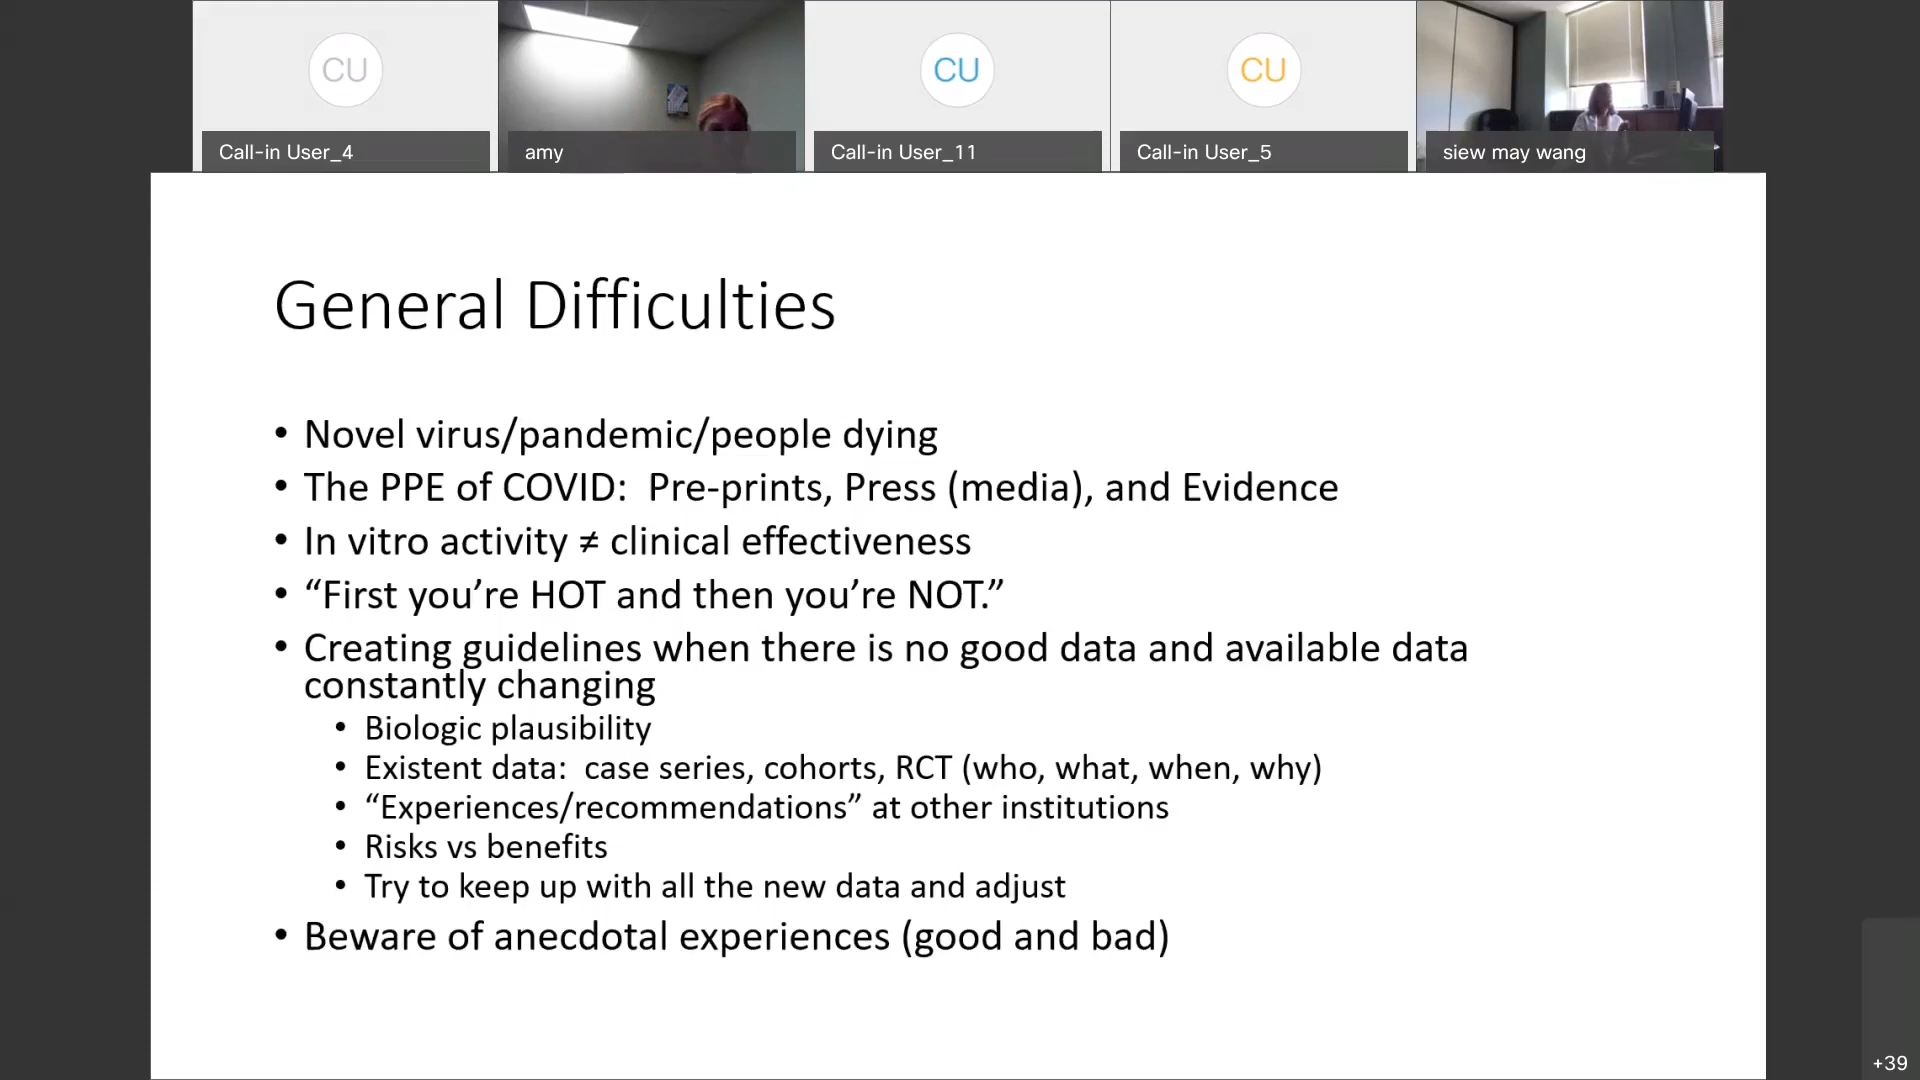 CU
CU
CU
Call-in User_4
amy
Call-in User_11
Call-in User_5
siew may wang
General Difficulties
• Novel virus/pandemic/people dying
• The PPE of COVID:  Pre-prints, Press (media), and Evidence
• In vitro activity ≠ clinical effectiveness
• “First you’re HOT and then you’re NOT.”
• Creating guidelines when there is no good data and available data
constantly changing
• Biologic plausibility
• Existent data:  case series, cohorts, RCT (who, what, when, why)
• “Experiences/recommendations” at other institutions
• Risks vs benefits
• Try to keep up with all the new data and adjust
• Beware of anecdotal experiences (good and bad)
+39